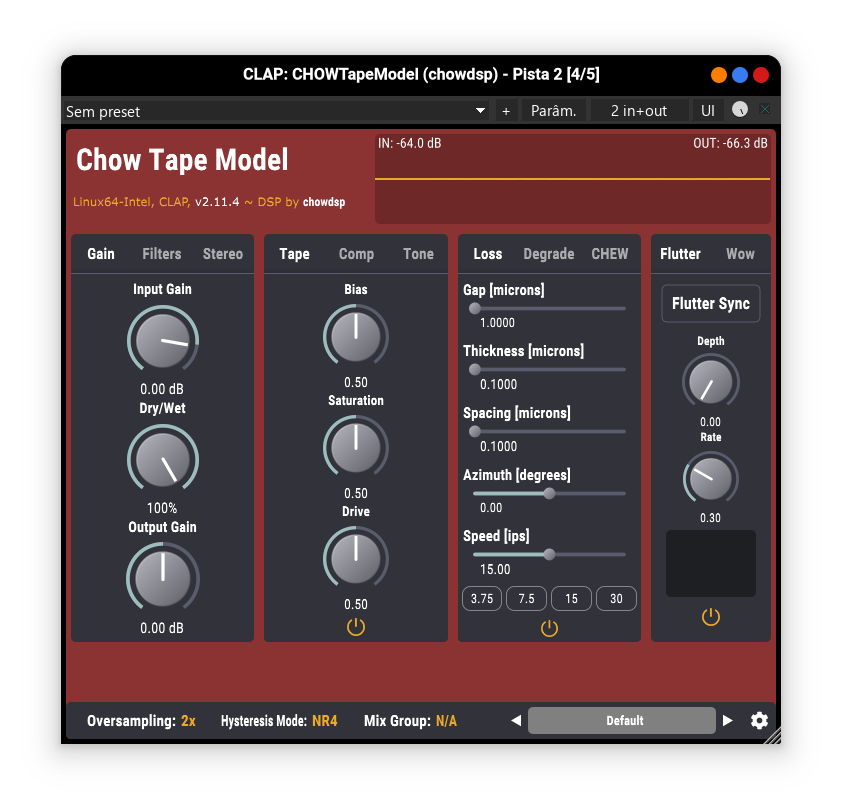 CLAP: CHOWTapeModel (chowdsp) - Pista 2 [4/5]
Sem preset + Parâm. 2 in+out UI
Chow Tape Model
IN: -64.0 dB OUT: -66.3 dB
Linux64-Intel, CLAP, v2.11.4 ~ DSP by chowdsp
Gain Filters Stereo
Input Gain
0.00 dB
Dry/Wet
100%
Output Gain
0.00 dB
Tape Comp Tone
Bias
0.50
Saturation
0.50
Drive
0.50
Loss Degrade CHEW
Gap [microns]
1.0000
Thickness [microns]
0.1000
Spacing [microns]
0.1000
Azimuth [degrees]
0.00
Speed [ips]
15.00
3.75 7.5 15 30
Flutter Wow
Flutter Sync
Depth
0.00
Rate
0.30
Oversampling: 2x Hysteresis Mode: NR4 Mix Group: N/A Default